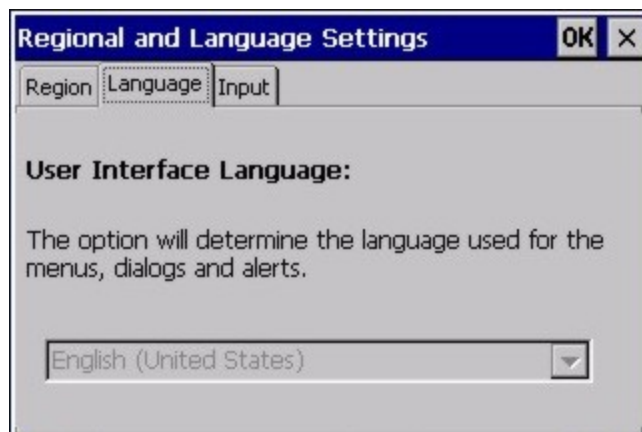 Regional and Language Settings OK ×
Region Language Input
User Interface Language:
The option will determine the language used for the
menus, dialogs and alerts.
English (United States)